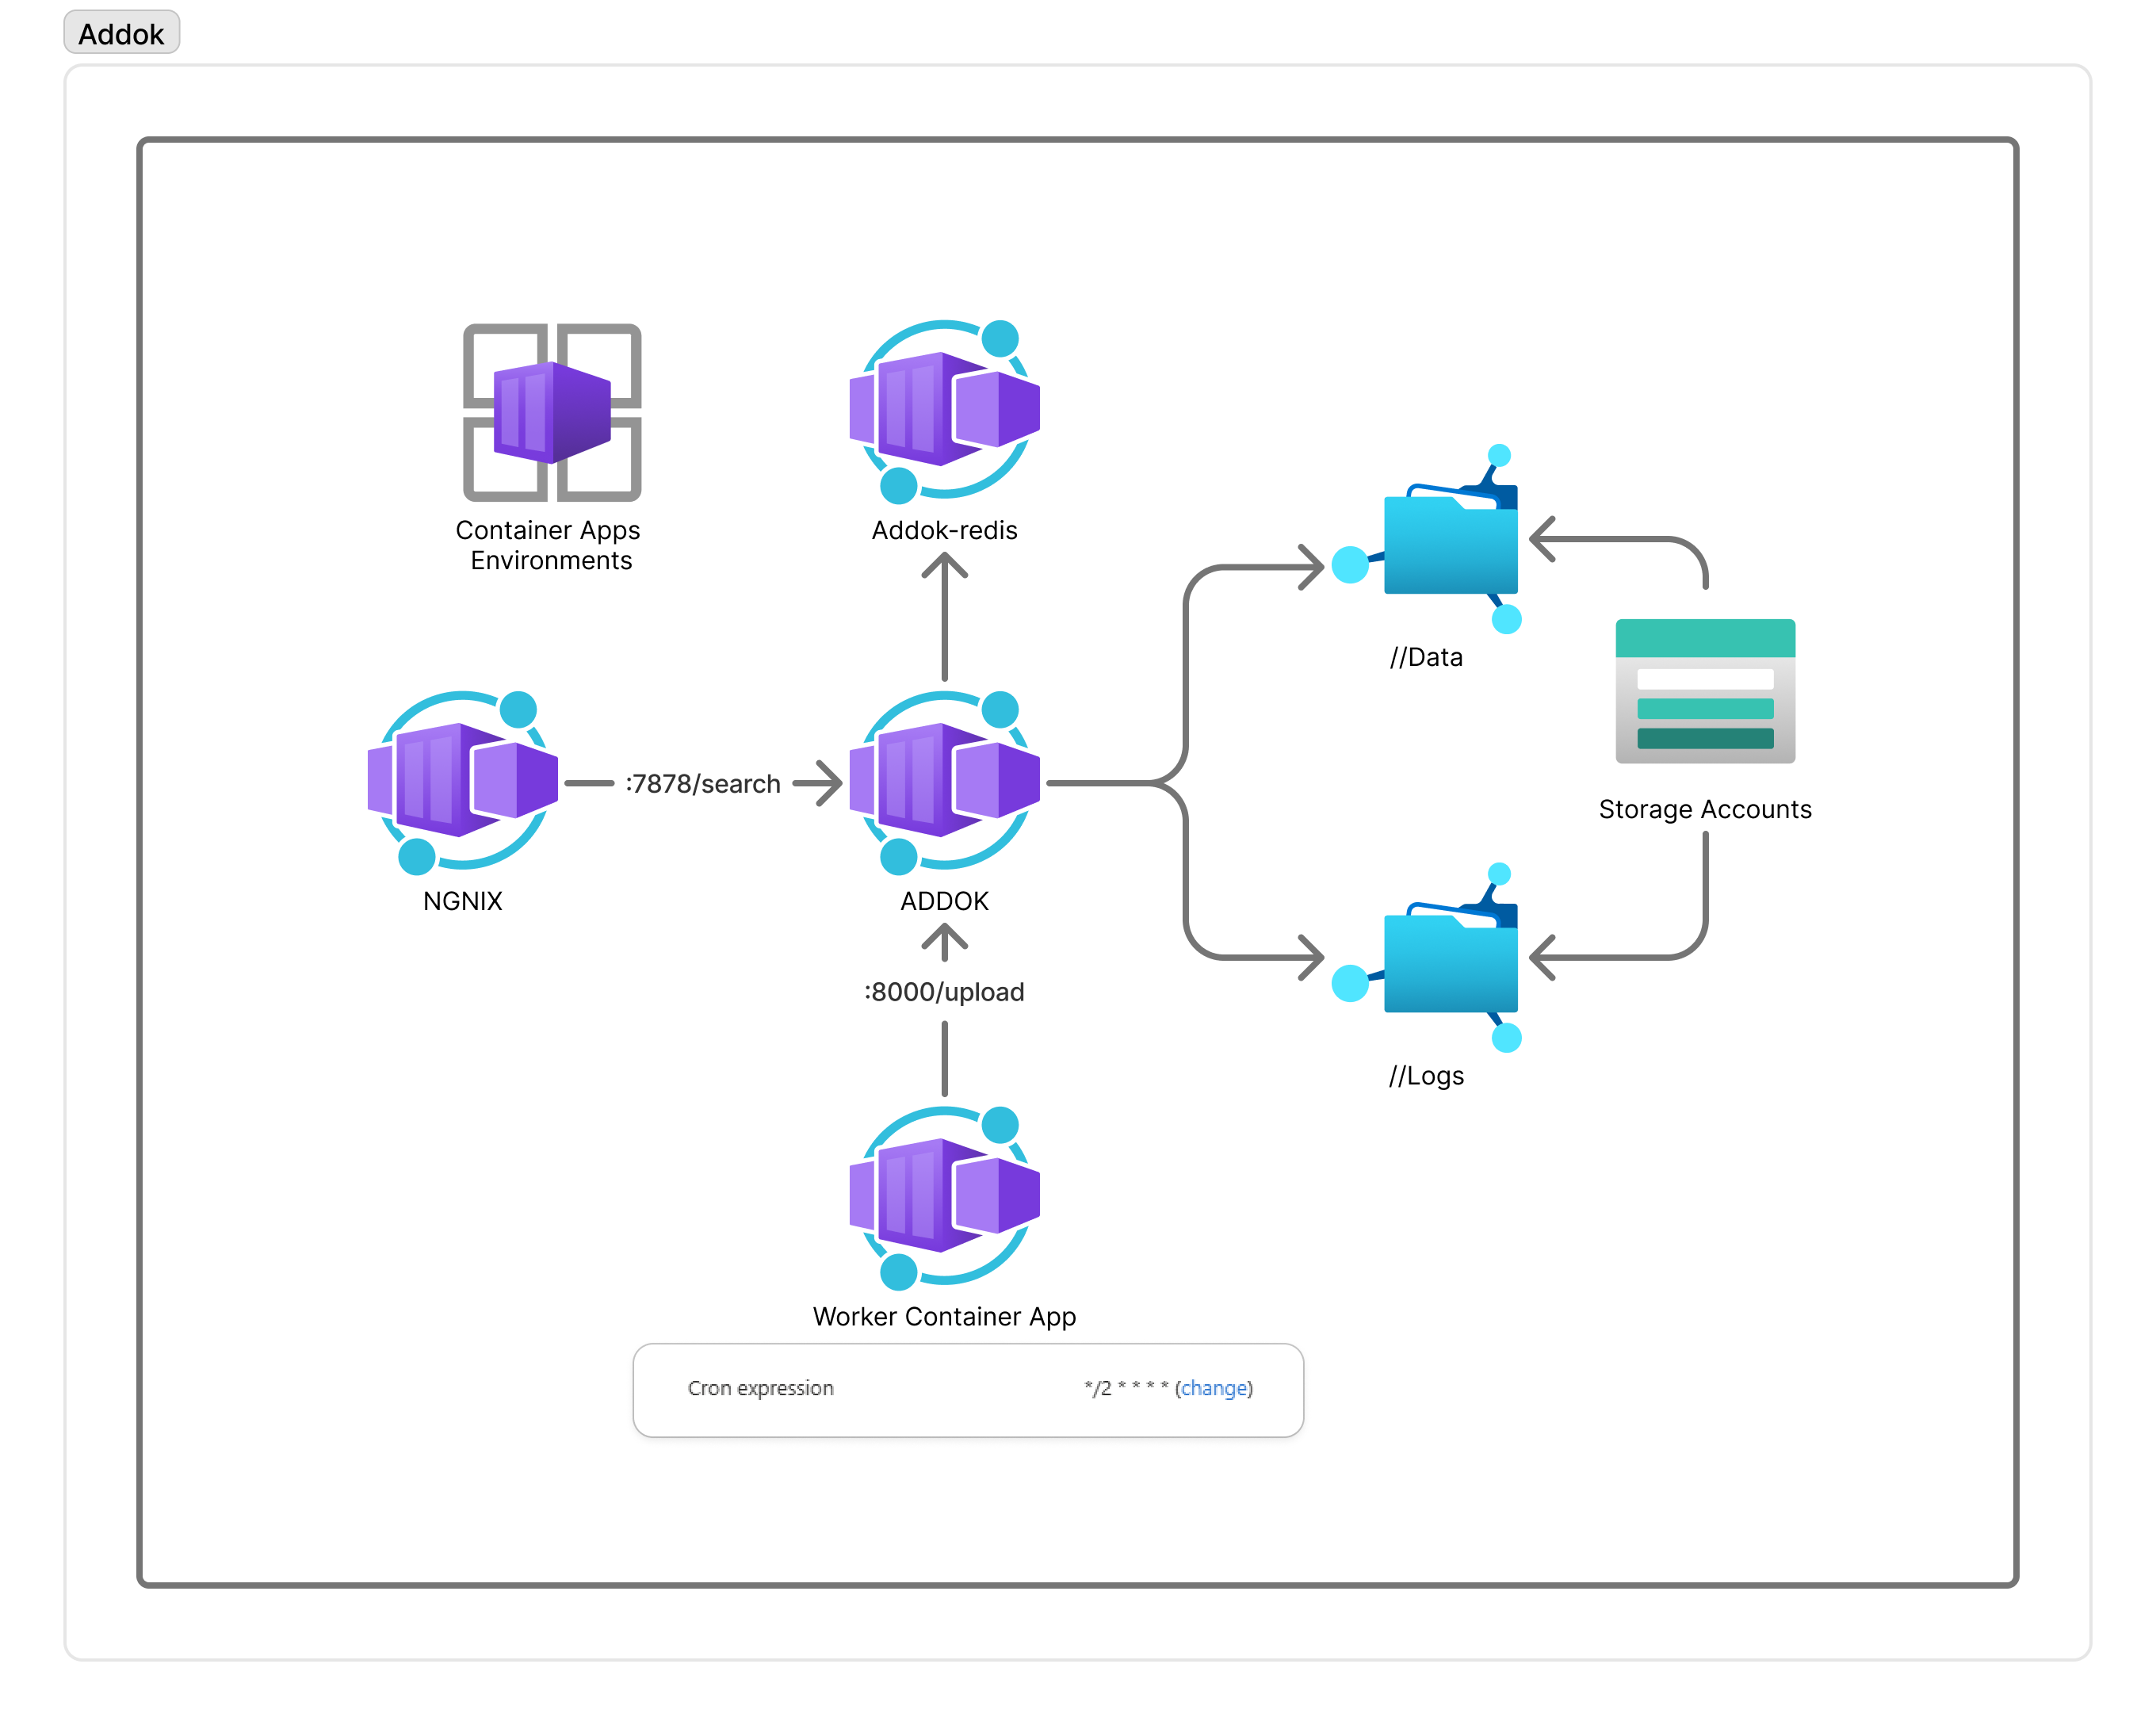 Addok
Container Apps
Environments
Addok-redis
//Data
:7878/search
Storage Accounts
NGNIX
ADDOK
:8000/upload
//Logs
Worker Container App
Cron expression */2 * * * * (change)